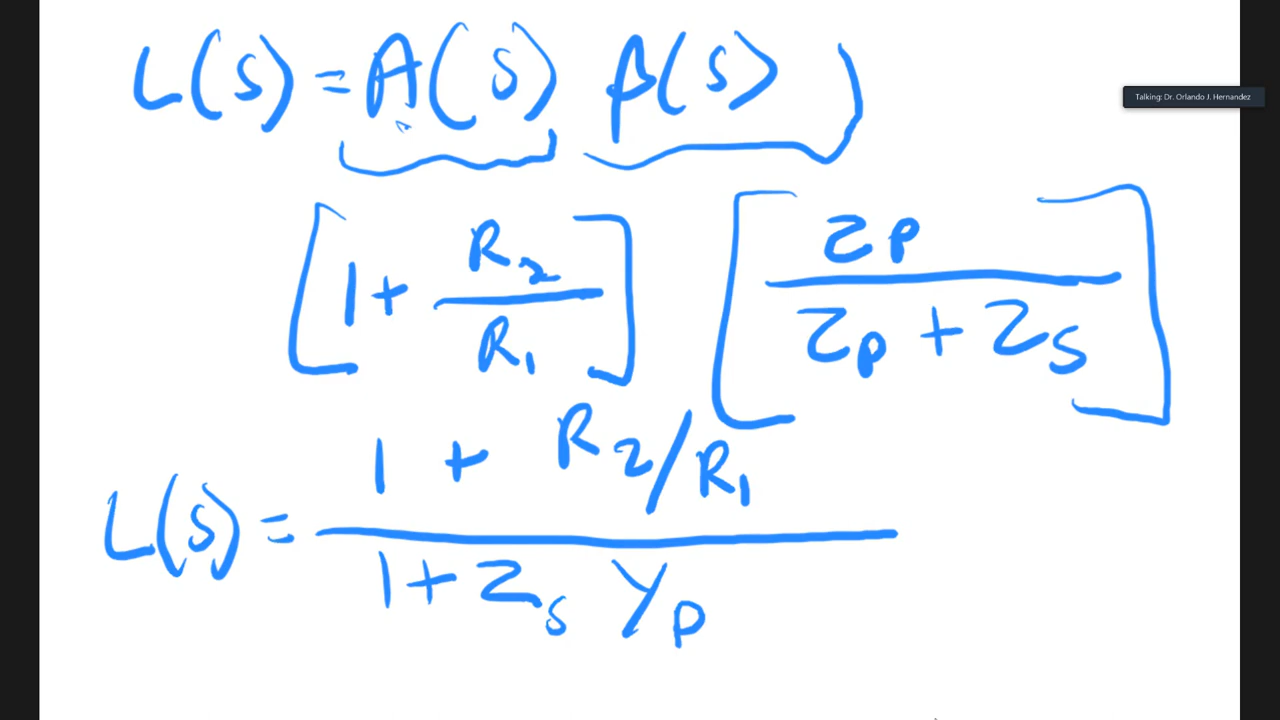 L(s) = A(s) β(s) )
Talking: Dr. Orlando J. Hernandez
[1 + R2/R1] [Zp/(Zp + Zs)]
L(s) = (1 + R2/R1)/(1 + Zs Yp)